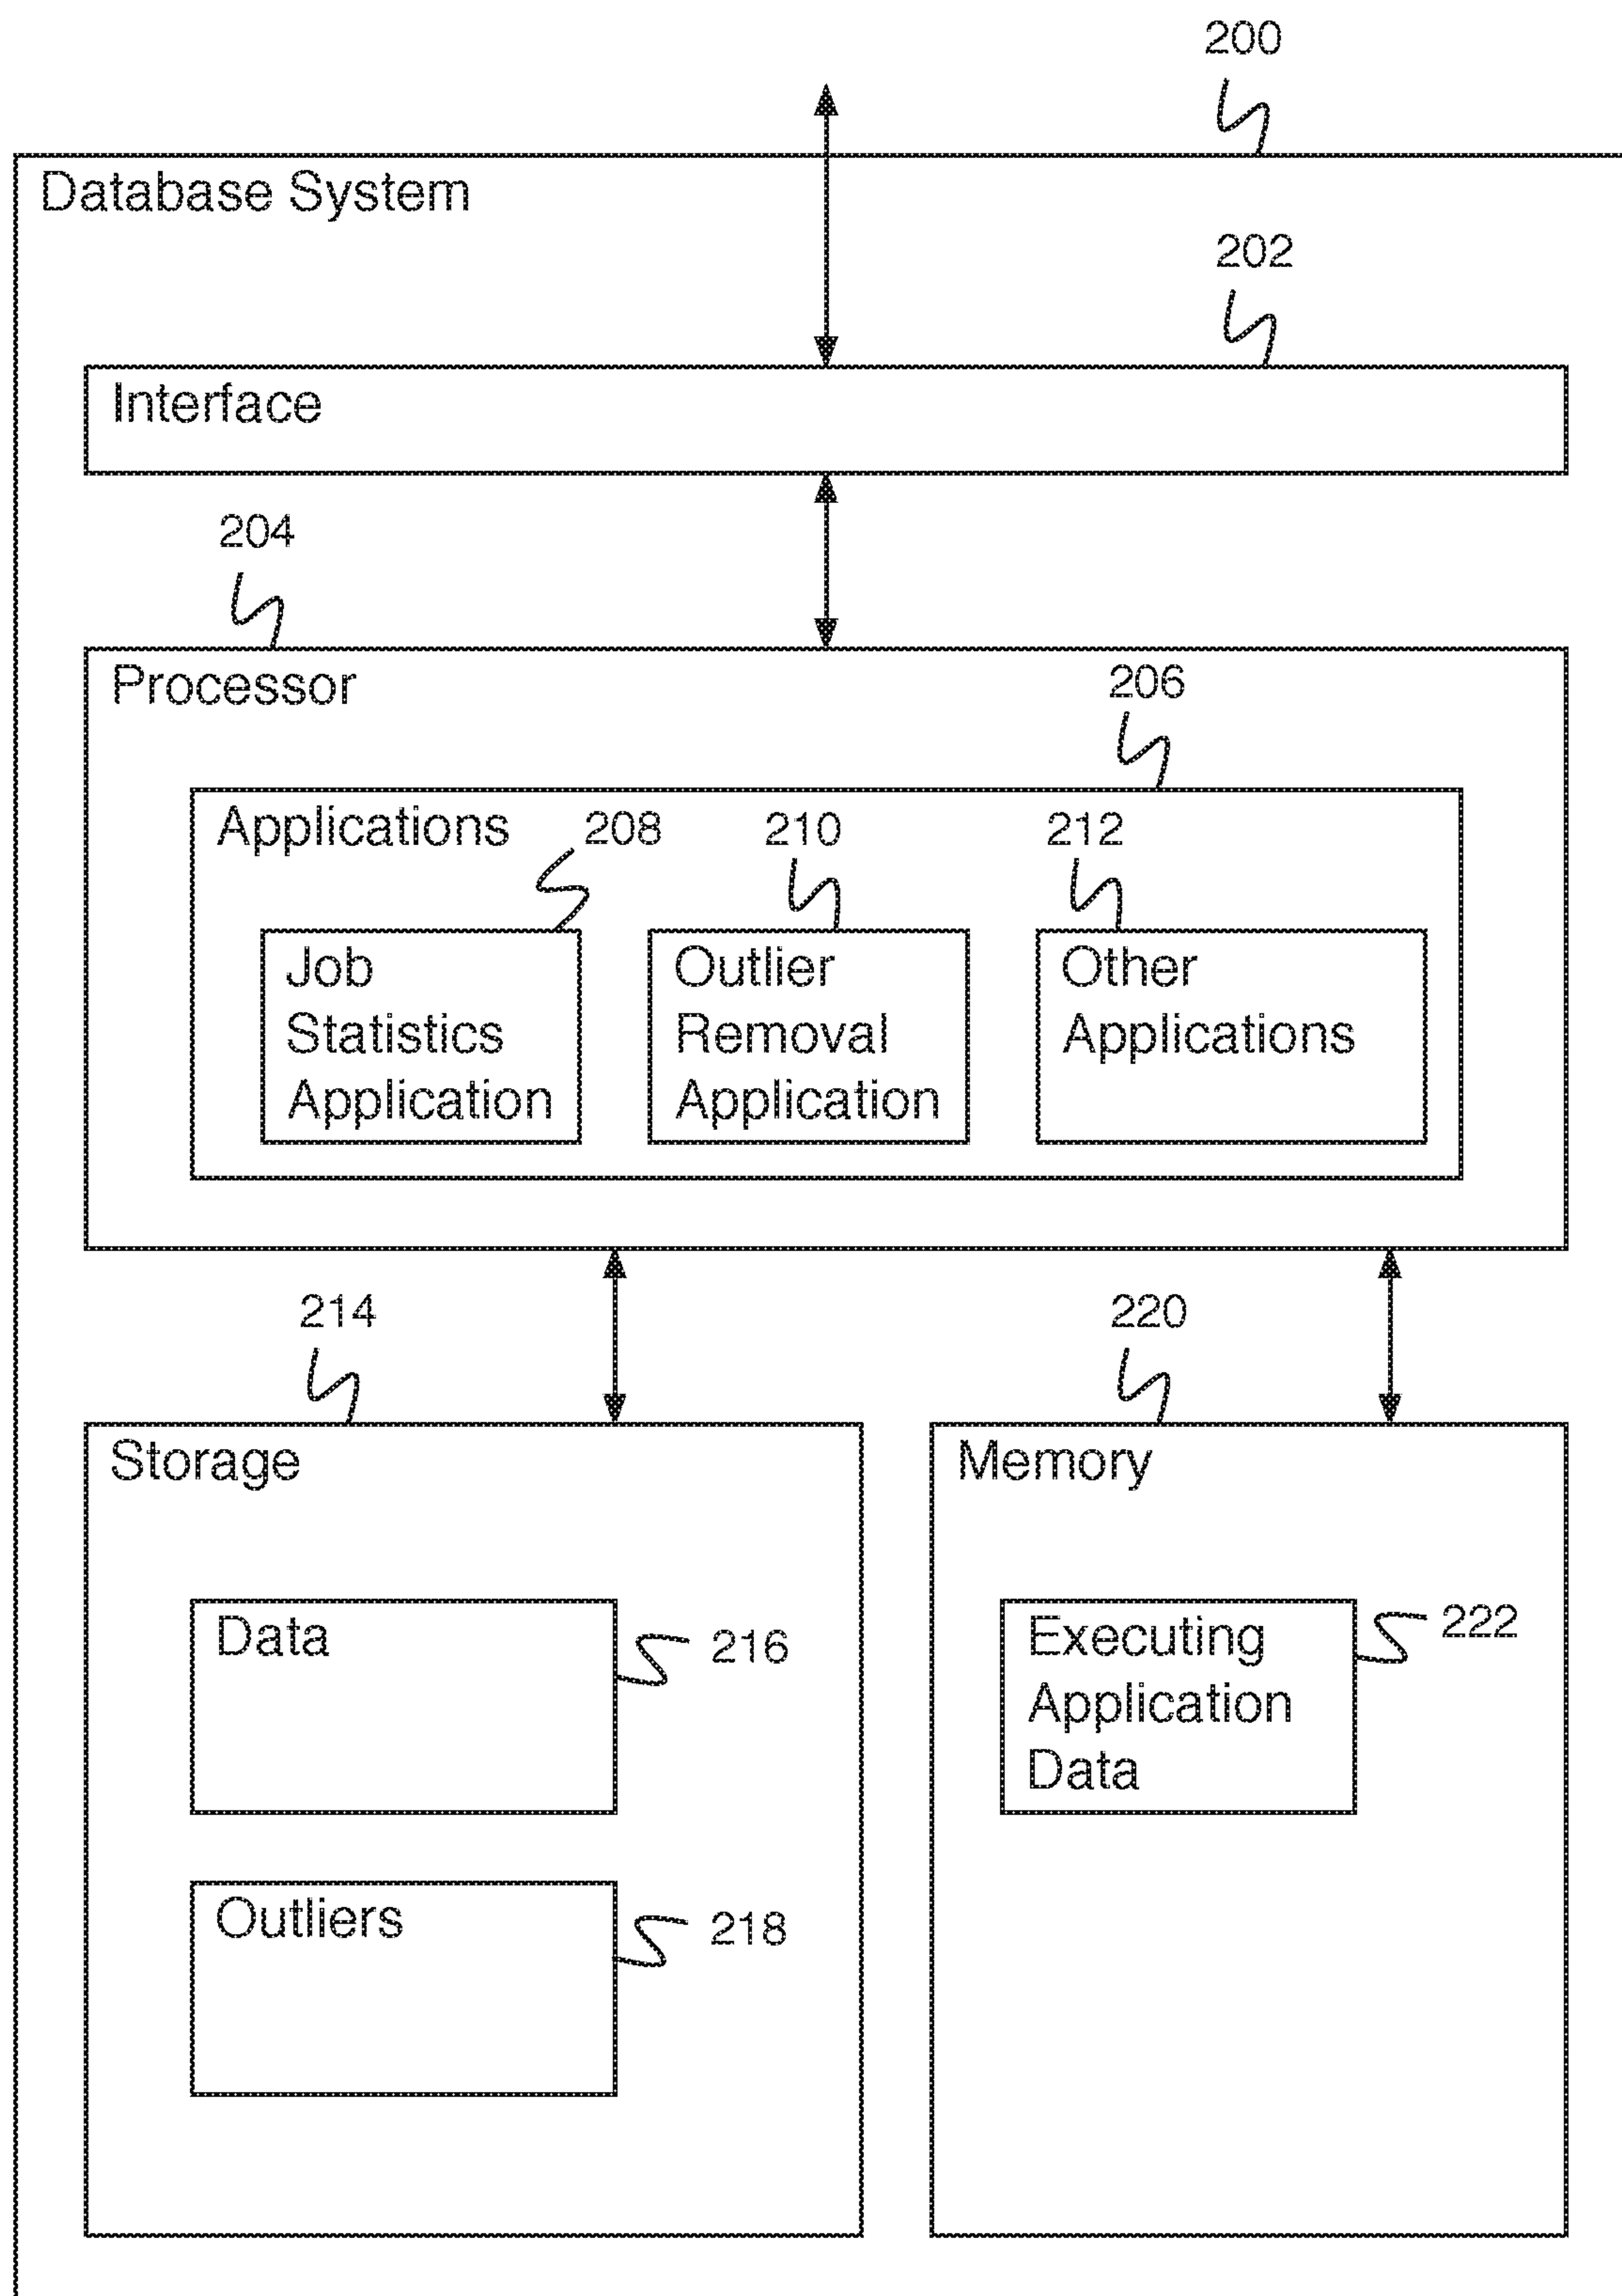 200
Database System
202
Interface
204
Processor
206
Applications
208
210
212
Job
Statistics
Application
Outlier
Removal
Application
Other
Applications
214
220
Storage
Memory
Data
216
Executing
Application
Data
222
Outliers
218